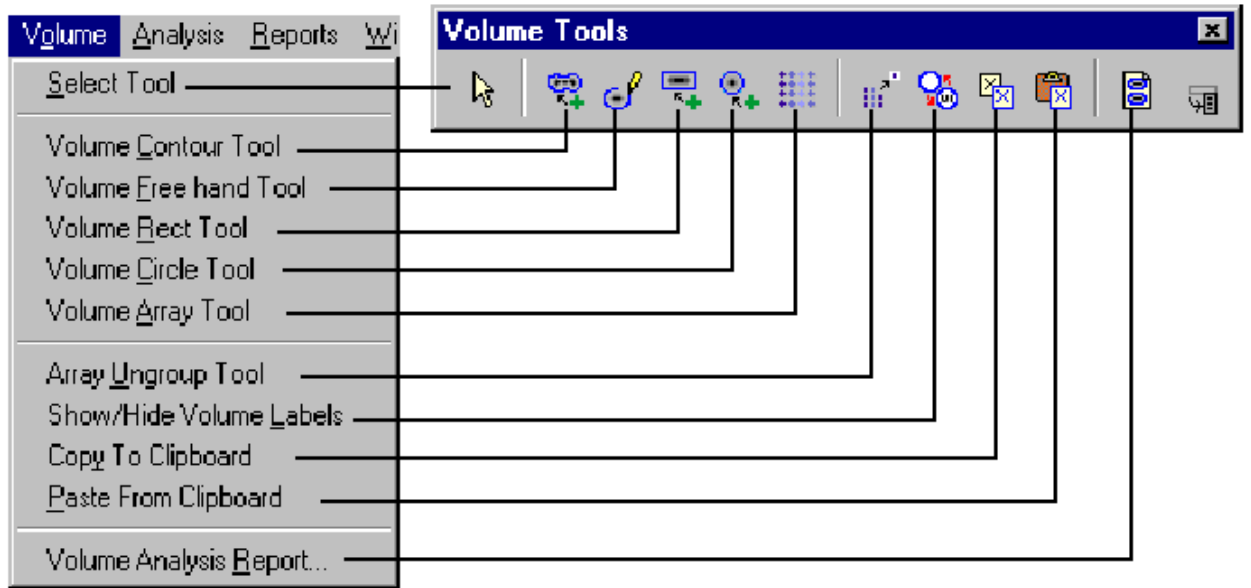 Volume Analysis Reports Wi
Volume Tools
Select Tool
Volume Contour Tool
Volume Free hand Tool
Volume Rect Tool
Volume Circle Tool
Volume Array Tool
Array Ungroup Tool
Show/Hide Volume Labels
Copy To Clipboard
Paste From Clipboard
Volume Analysis Report...